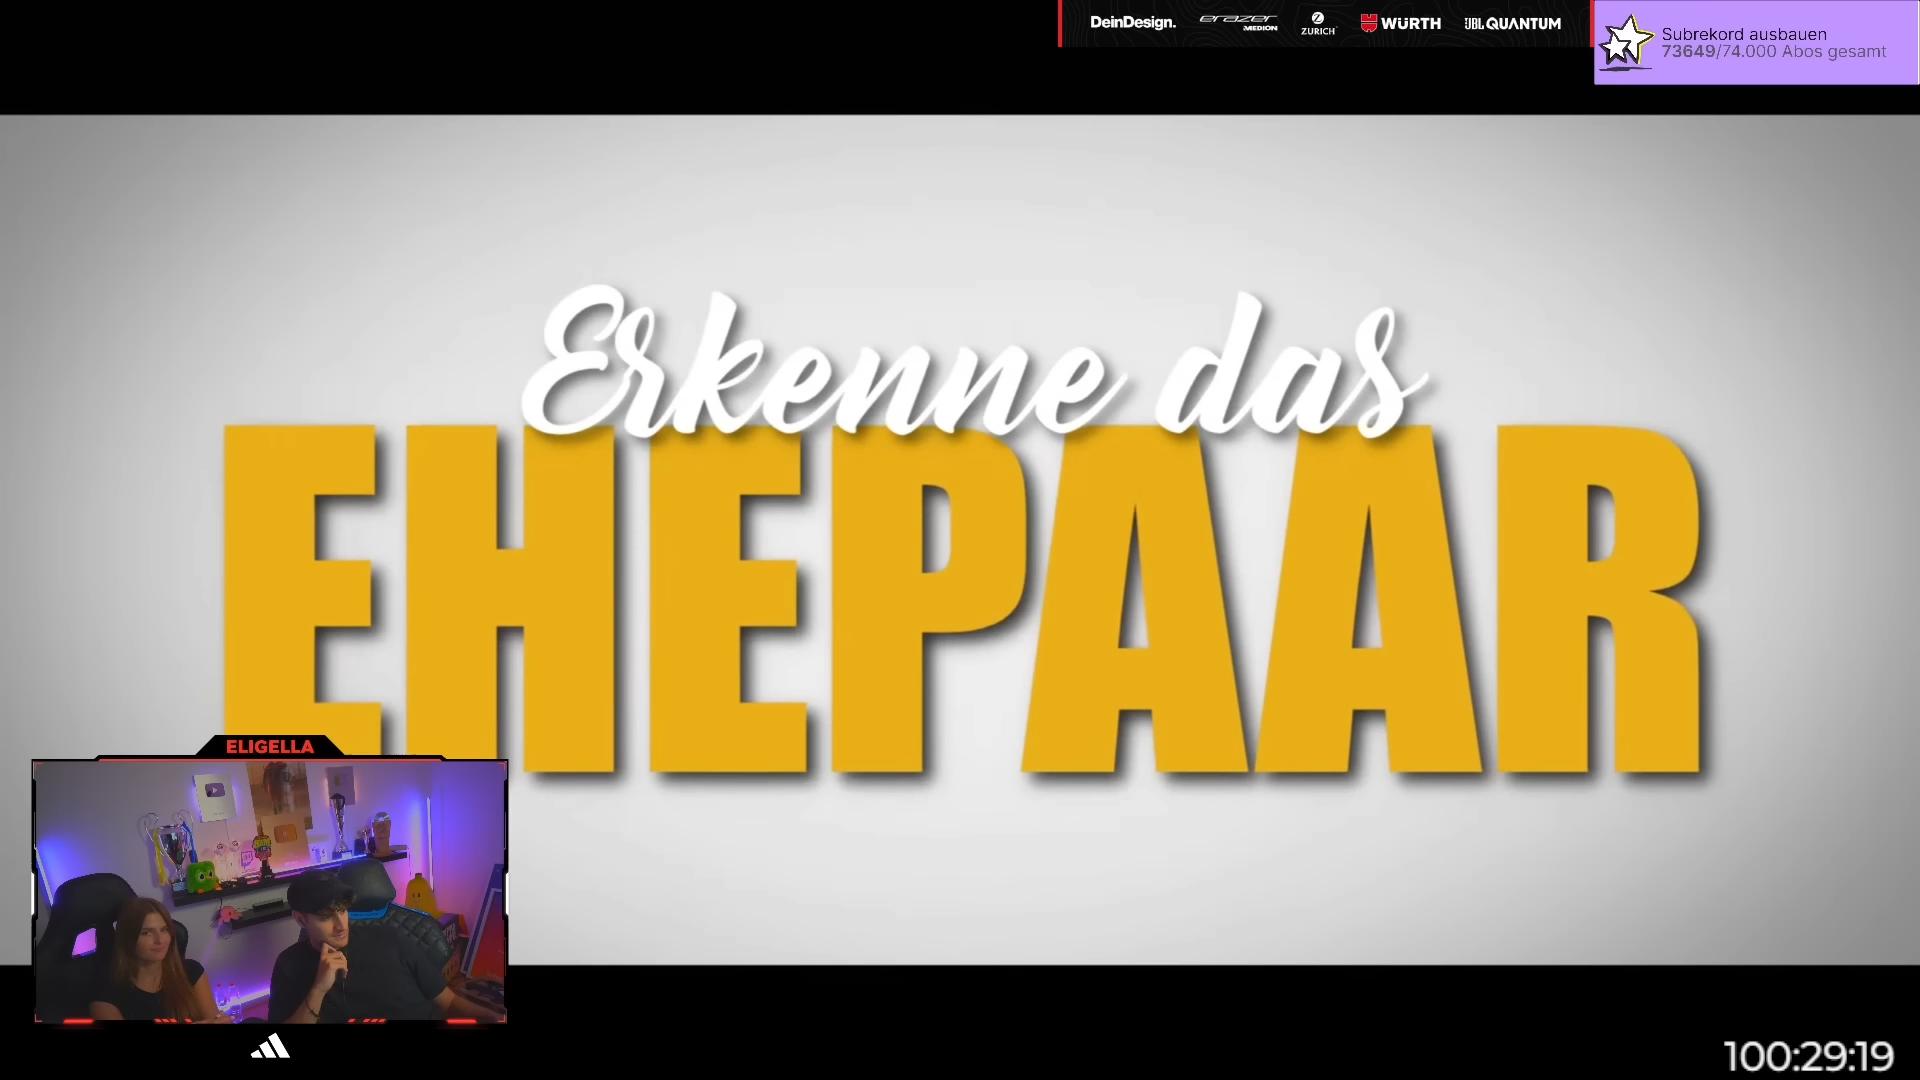 DeinDesign.
erazer
MEDION
ZURICH
WÜRTH
JBL QUANTUM
Subrekord ausbauen
73649/74.000 Abos gesamt
Erkenne das
EHEPAAR
ELIGELLA
100:29:19